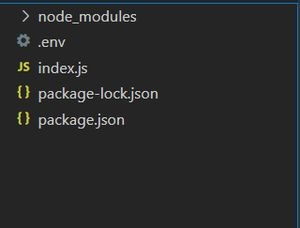 node_modules
.env
JS index.js
{} package-lock.json
{} package.json